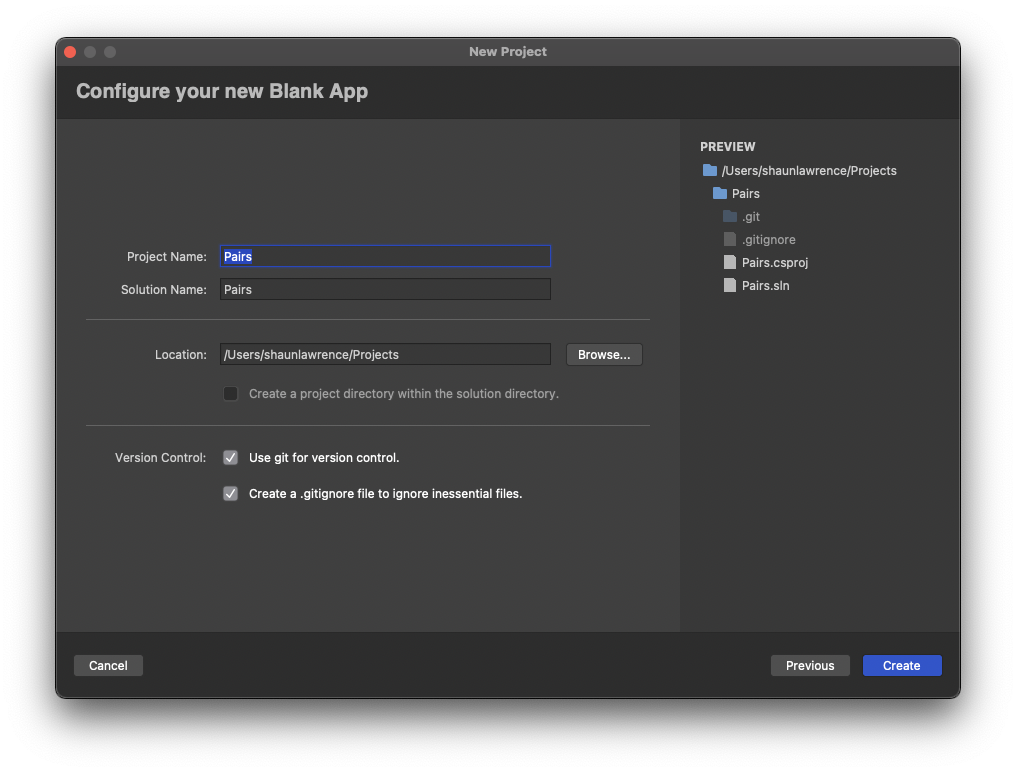 New Project
Configure your new Blank App
Project Name: Pairs
Solution Name: Pairs
Location: /Users/shaunlawrence/Projects Browse...
Create a project directory within the solution directory.
Version Control: Use git for version control.
Create a .gitignore file to ignore inessential files.
PREVIEW
/Users/shaunlawrence/Projects
Pairs
.git
.gitignore
Pairs.csproj
Pairs.sln
Cancel Previous Create